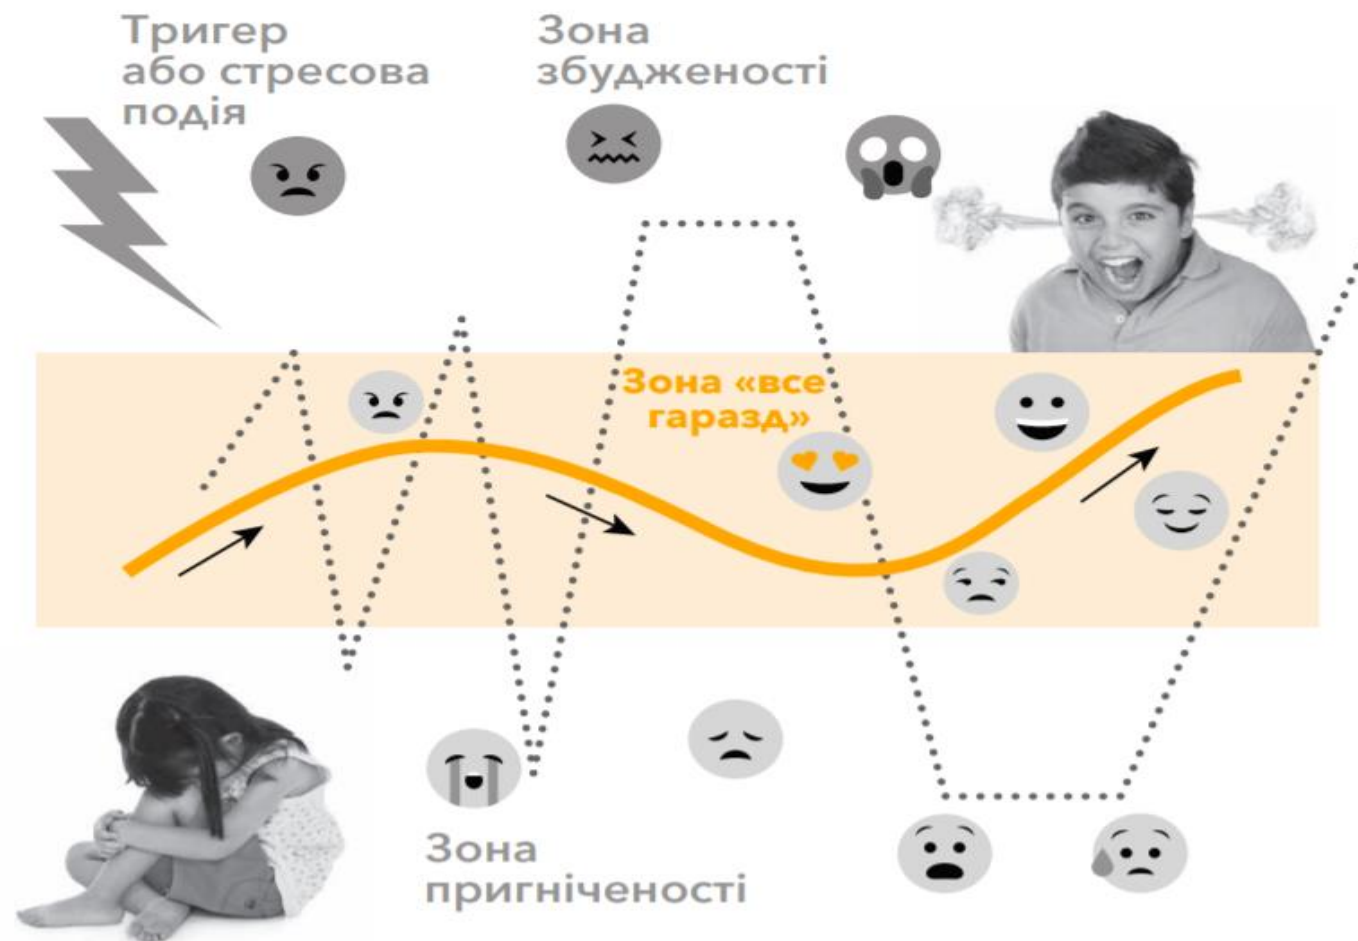 Тригер
або стресова
подія
Зона
збудженості
Зона «все
гаразд»
Зона
пригніченості